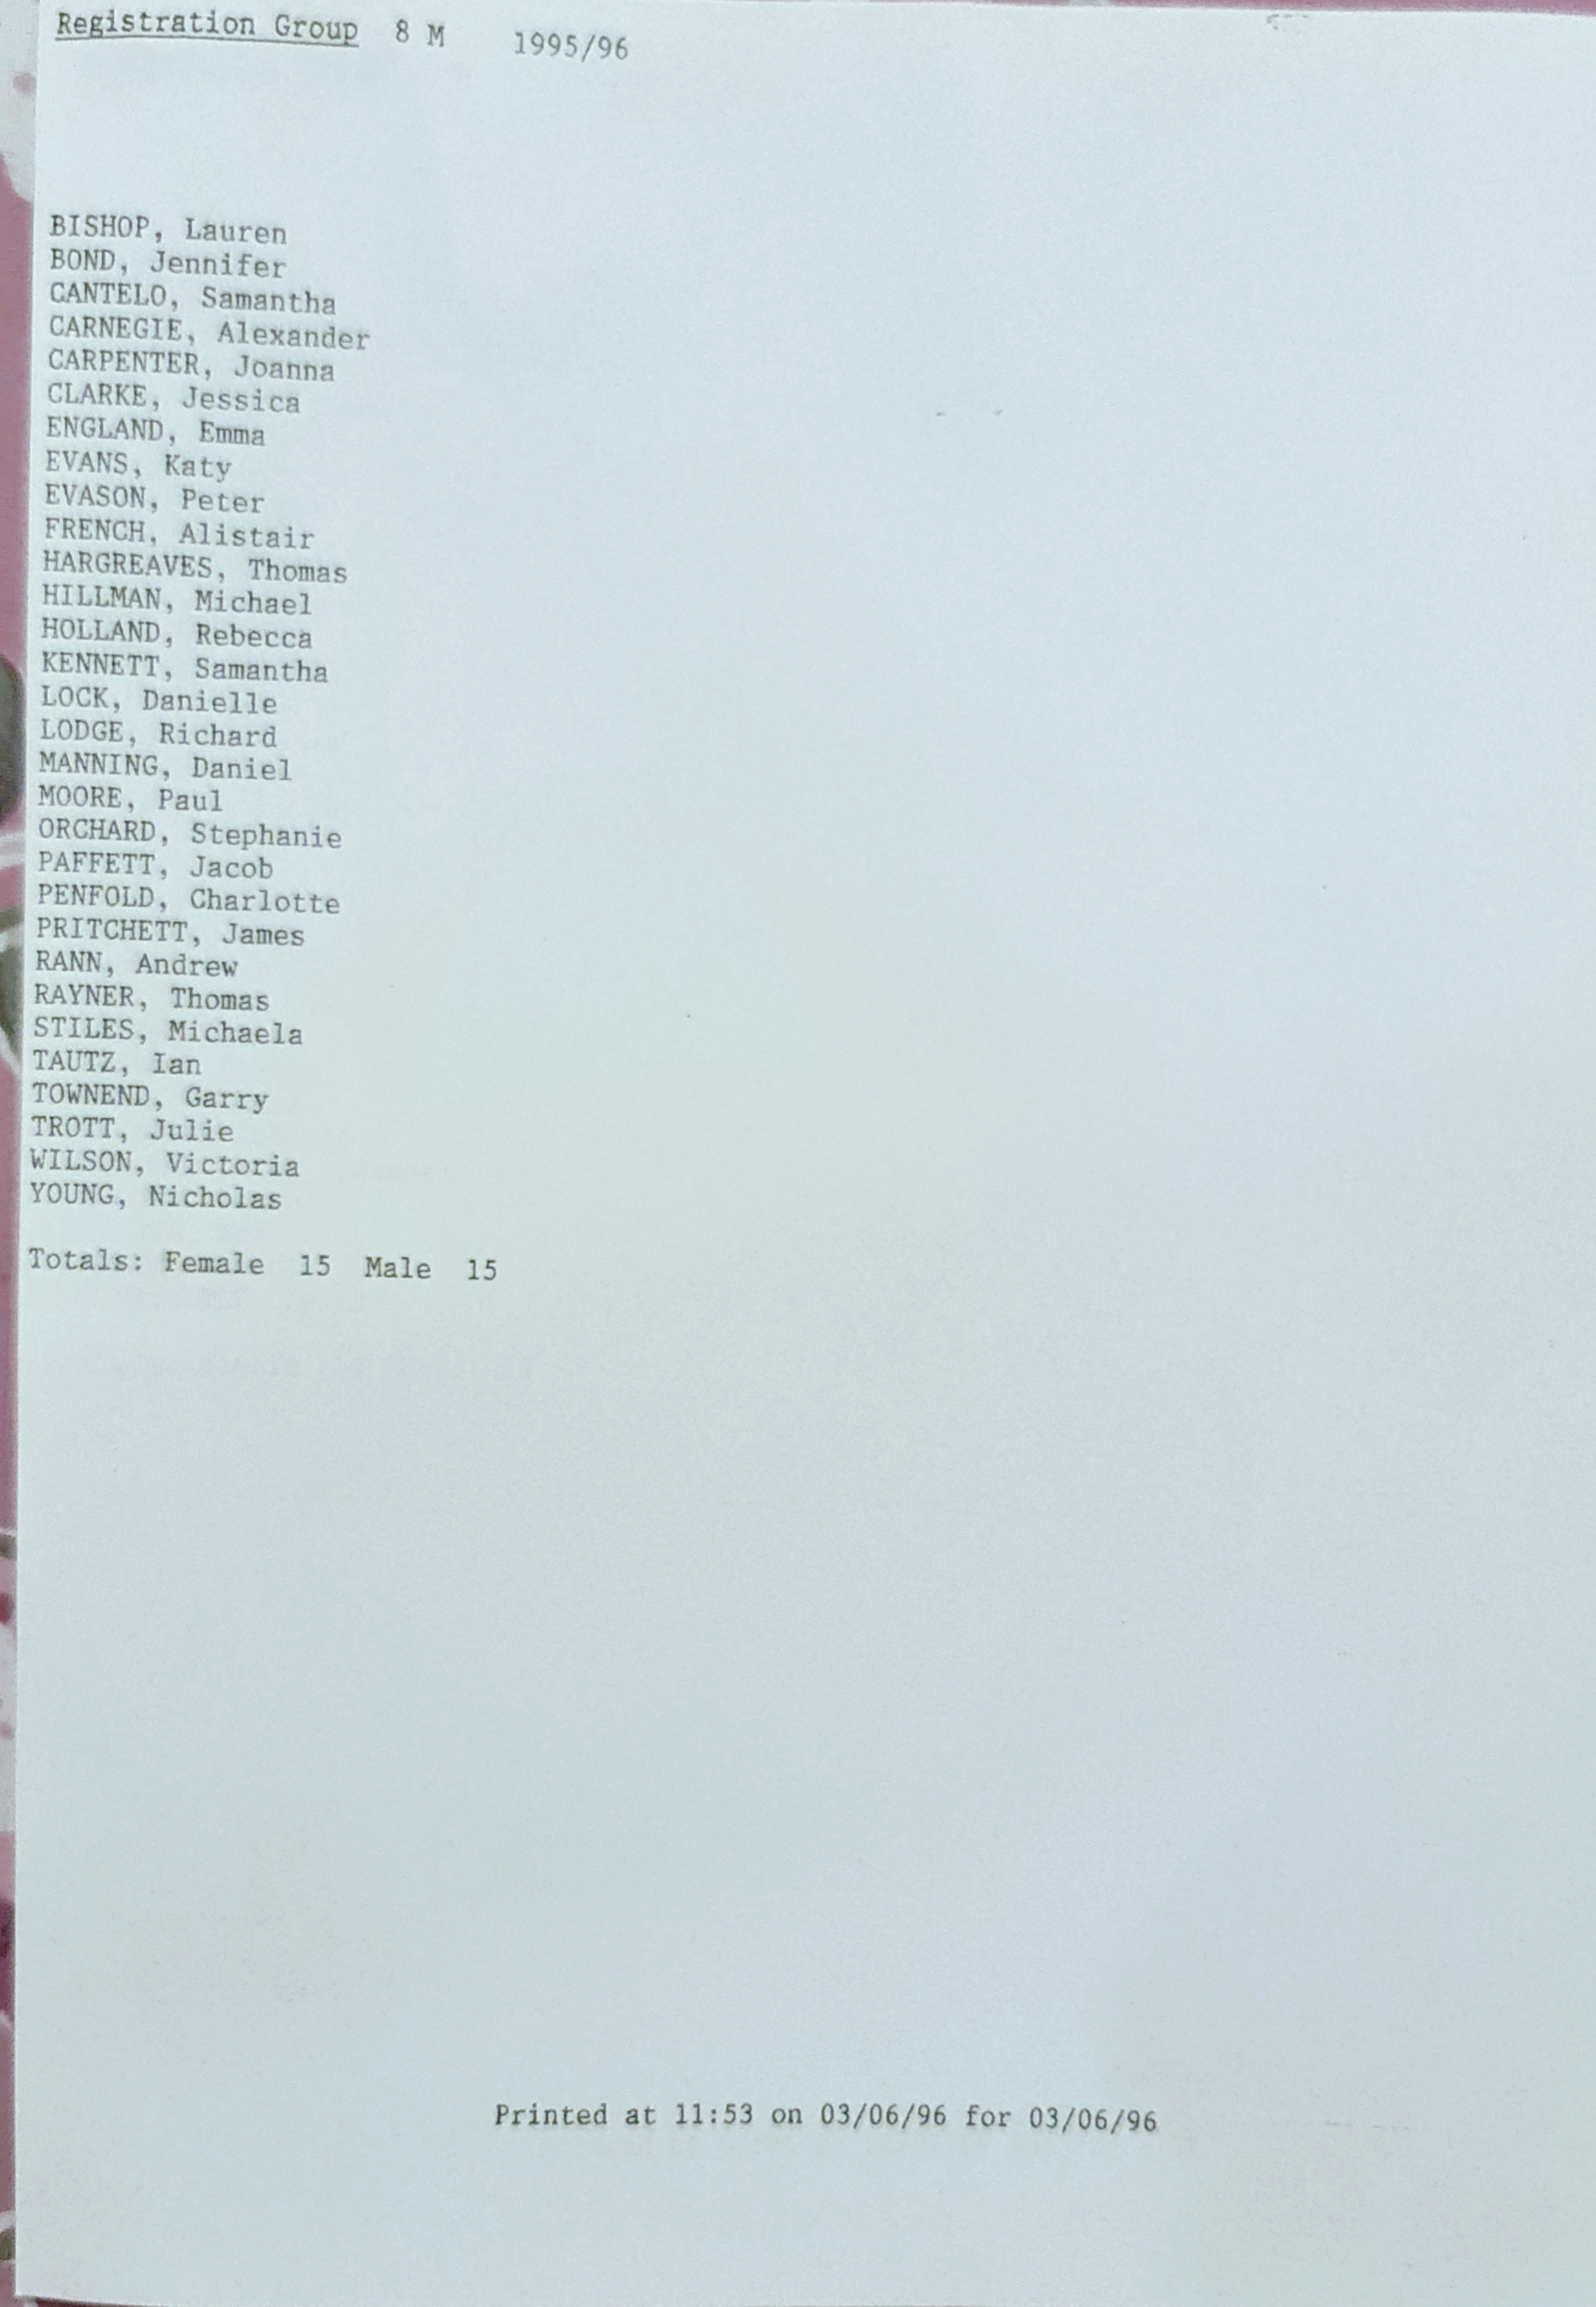 Registration Group 8 M 1995/96
BISHOP, Lauren
BOND, Jennifer
CANTELO, Samantha
CARNEGIE, Alexander
CARPENTER, Joanna
CLARKE, Jessica
ENGLAND, Emma
EVANS, Katy
EVASON, Peter
FRENCH, Alistair
HARGREAVES, Thomas
HILLMAN, Michael
HOLLAND, Rebecca
KENNETT, Samantha
LOCK, Danielle
LODGE, Richard
MANNING, Daniel
MOORE, Paul
ORCHARD, Stephanie
PAFFETT, Jacob
PENFOLD, Charlotte
PRITCHETT, James
RANN, Andrew
RAYNER, Thomas
STILES, Michaela
TAUTZ, Ian
TOWNEND, Garry
TROTT, Julie
WILSON, Victoria
YOUNG, Nicholas
Totals: Female 15 Male 15
Printed at 11:53 on 03/06/96 for 03/06/96